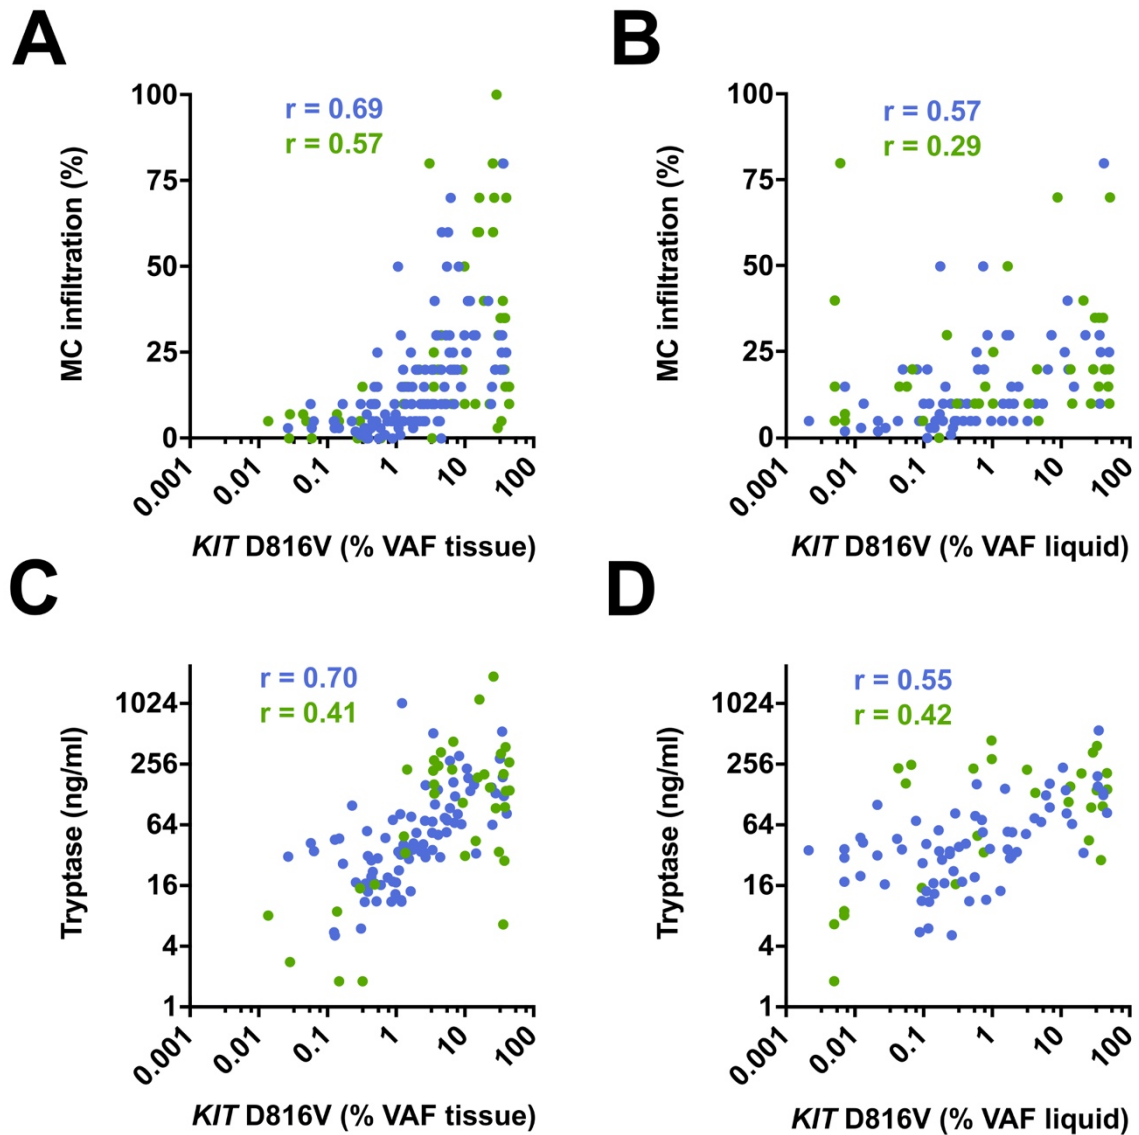 A
r = 0.69
r = 0.57
MC infiltration (%)
100
75
50
25
0
0.001
0.01
0.1
1
10
100
KIT D816V (% VAF tissue)
B
r = 0.57
r = 0.29
MC infiltration (%)
100
75
50
25
0
0.001
0.01
0.1
1
10
100
KIT D816V (% VAF liquid)
C
r = 0.70
r = 0.41
Tryptase (ng/ml)
1024
256
64
16
4
1
0.001
0.01
0.1
1
10
100
KIT D816V (% VAF tissue)
D
r = 0.55
r = 0.42
Tryptase (ng/ml)
1024
256
64
16
4
1
0.001
0.01
0.1
1
10
100
KIT D816V (% VAF liquid)